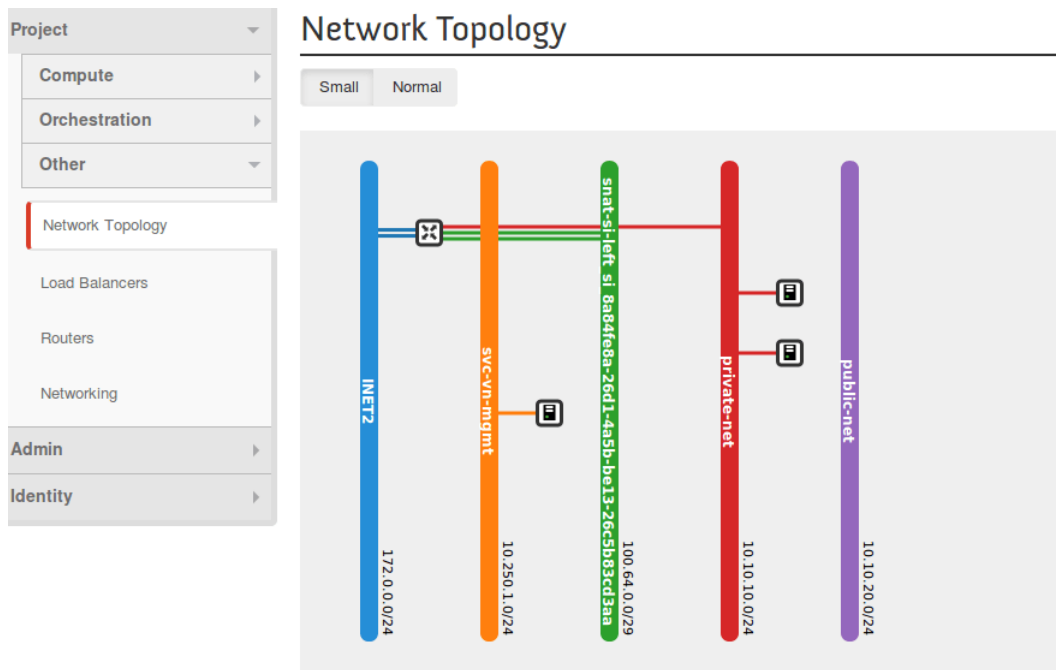 Project
Compute
Orchestration
Other
Network Topology
Load Balancers
Routers
Networking
Admin
Identity
Network Topology
Small Normal
INET2
172.0.0.0/24
svc-vn-mgmt
10.250.1.0/24
snat-si-left_si_8a84fe8a-26d1-4a5b-be13-26c5b83cd3aa
100.64.0.0/29
private-net
10.10.10.0/24
public-net
10.10.20.0/24